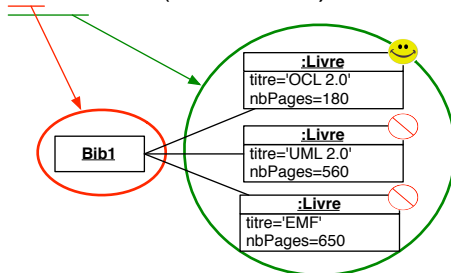 :Livre
titre='OCL 2.0'
nbPages=180
Bib1
:Livre
titre='UML 2.0'
nbPages=560
:Livre
titre='EMF'
nbPages=650